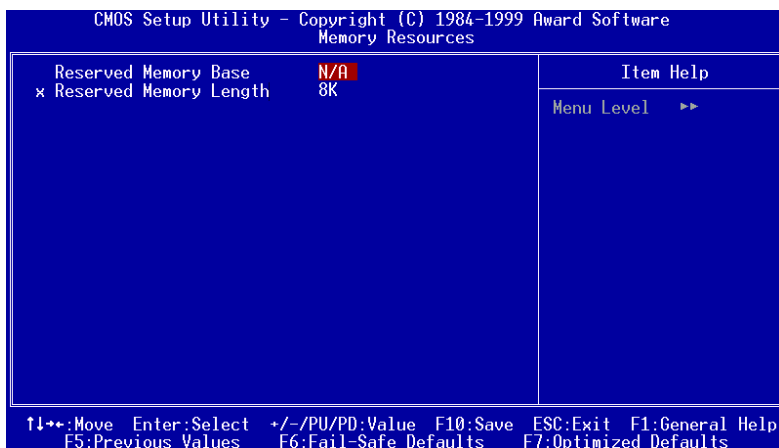 CMOS Setup Utility - Copyright (C) 1984-1999 Award Software
Memory Resources
Reserved Memory Base N/A
x Reserved Memory Length 8K
Item Help
Menu Level ►►
↑↓→←:Move Enter:Select +/-/PU/PD:Value F10:Save ESC:Exit F1:General Help
F5:Previous Values F6:Fail-Safe Defaults F7:Optimized Defaults